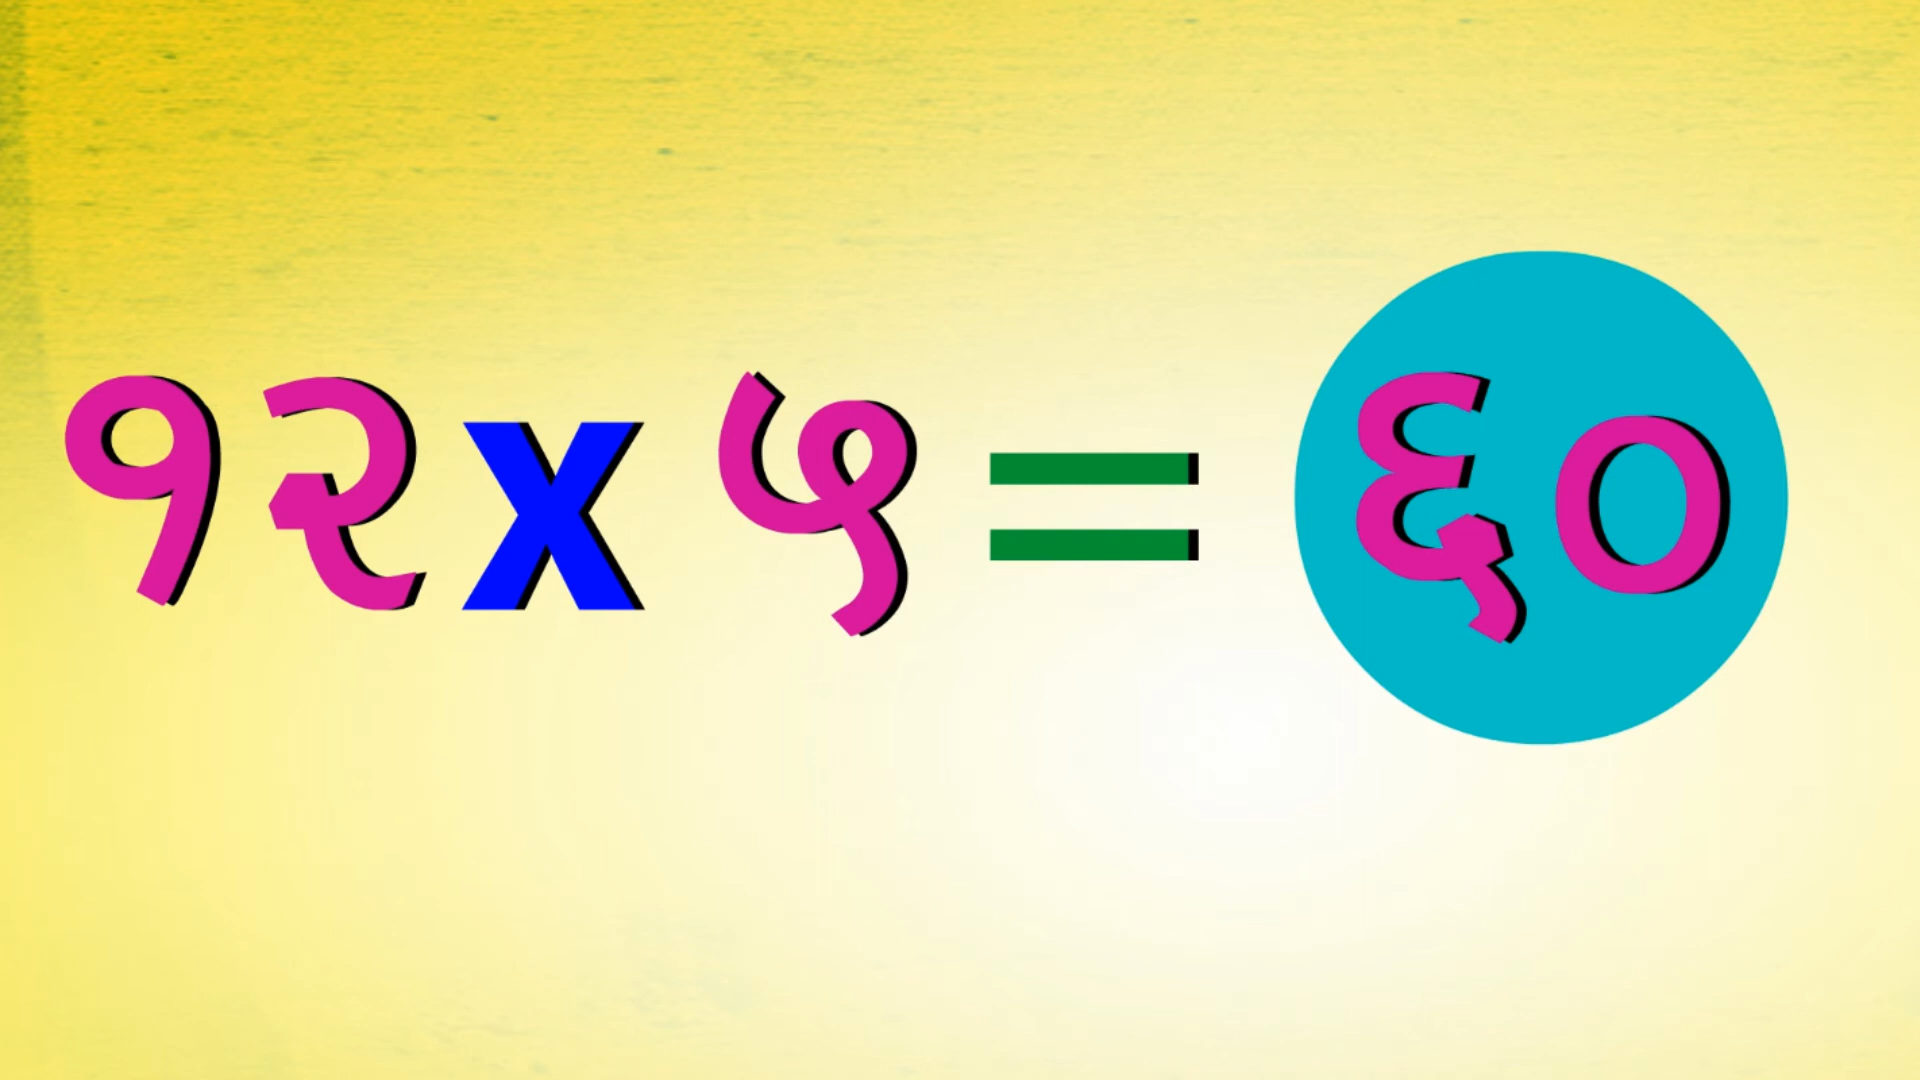 ૧૨ x ૫ = ૬૦